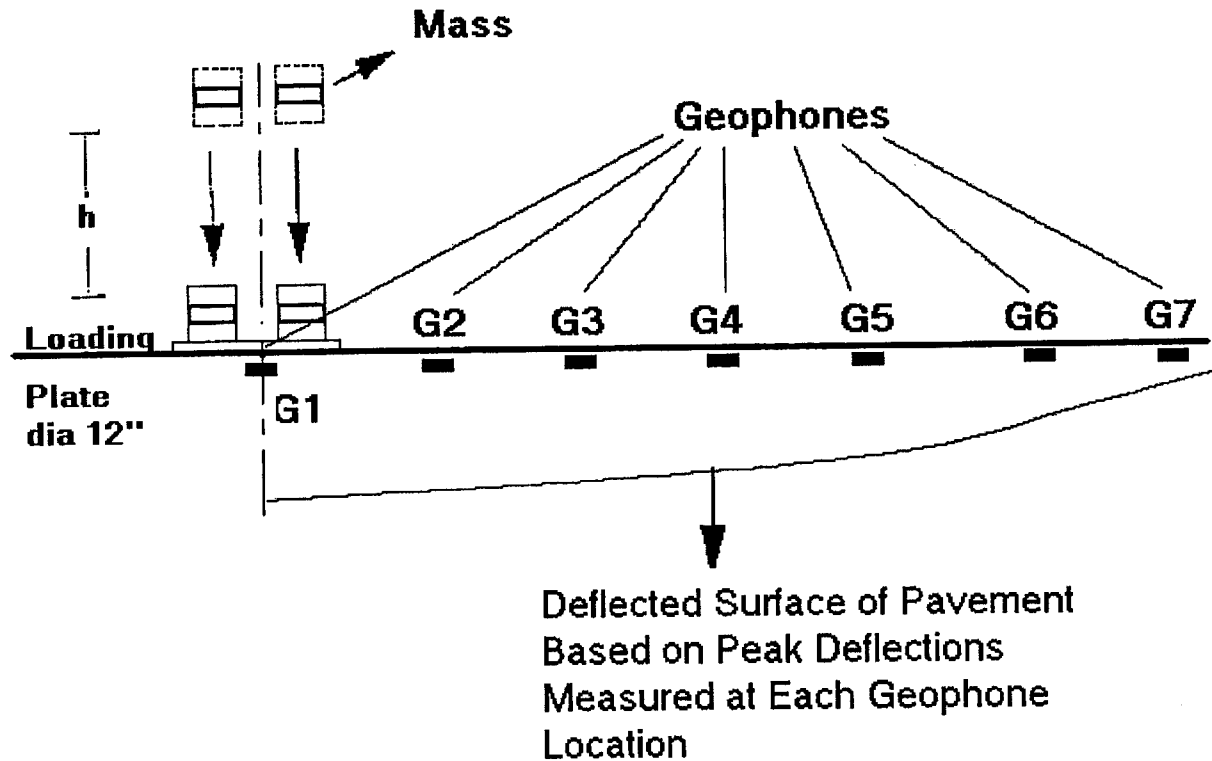 Mass
Geophones
h
G2 G3 G4 G5 G6 G7
Loading
Plate
dia 12"
G1
Deflected Surface of Pavement
Based on Peak Deflections
Measured at Each Geophone
Location